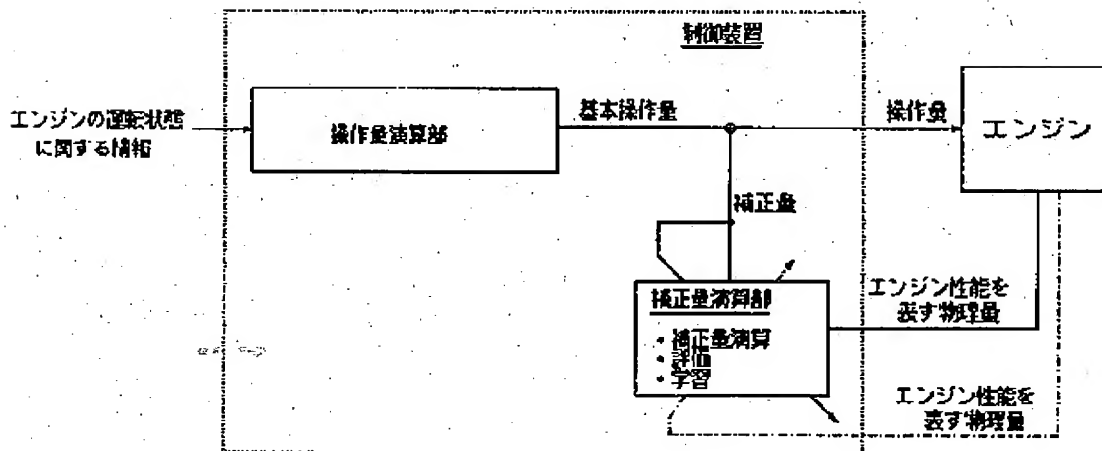 制御装置
エンジンの運転状態
に関する情報
操作量演算部
基本操作量
操作量
エンジン
補正量
補正量演算部
・補正量演算
・評価
・学習
エンジン性能を
表す物理量
エンジン性能を
表す物理量